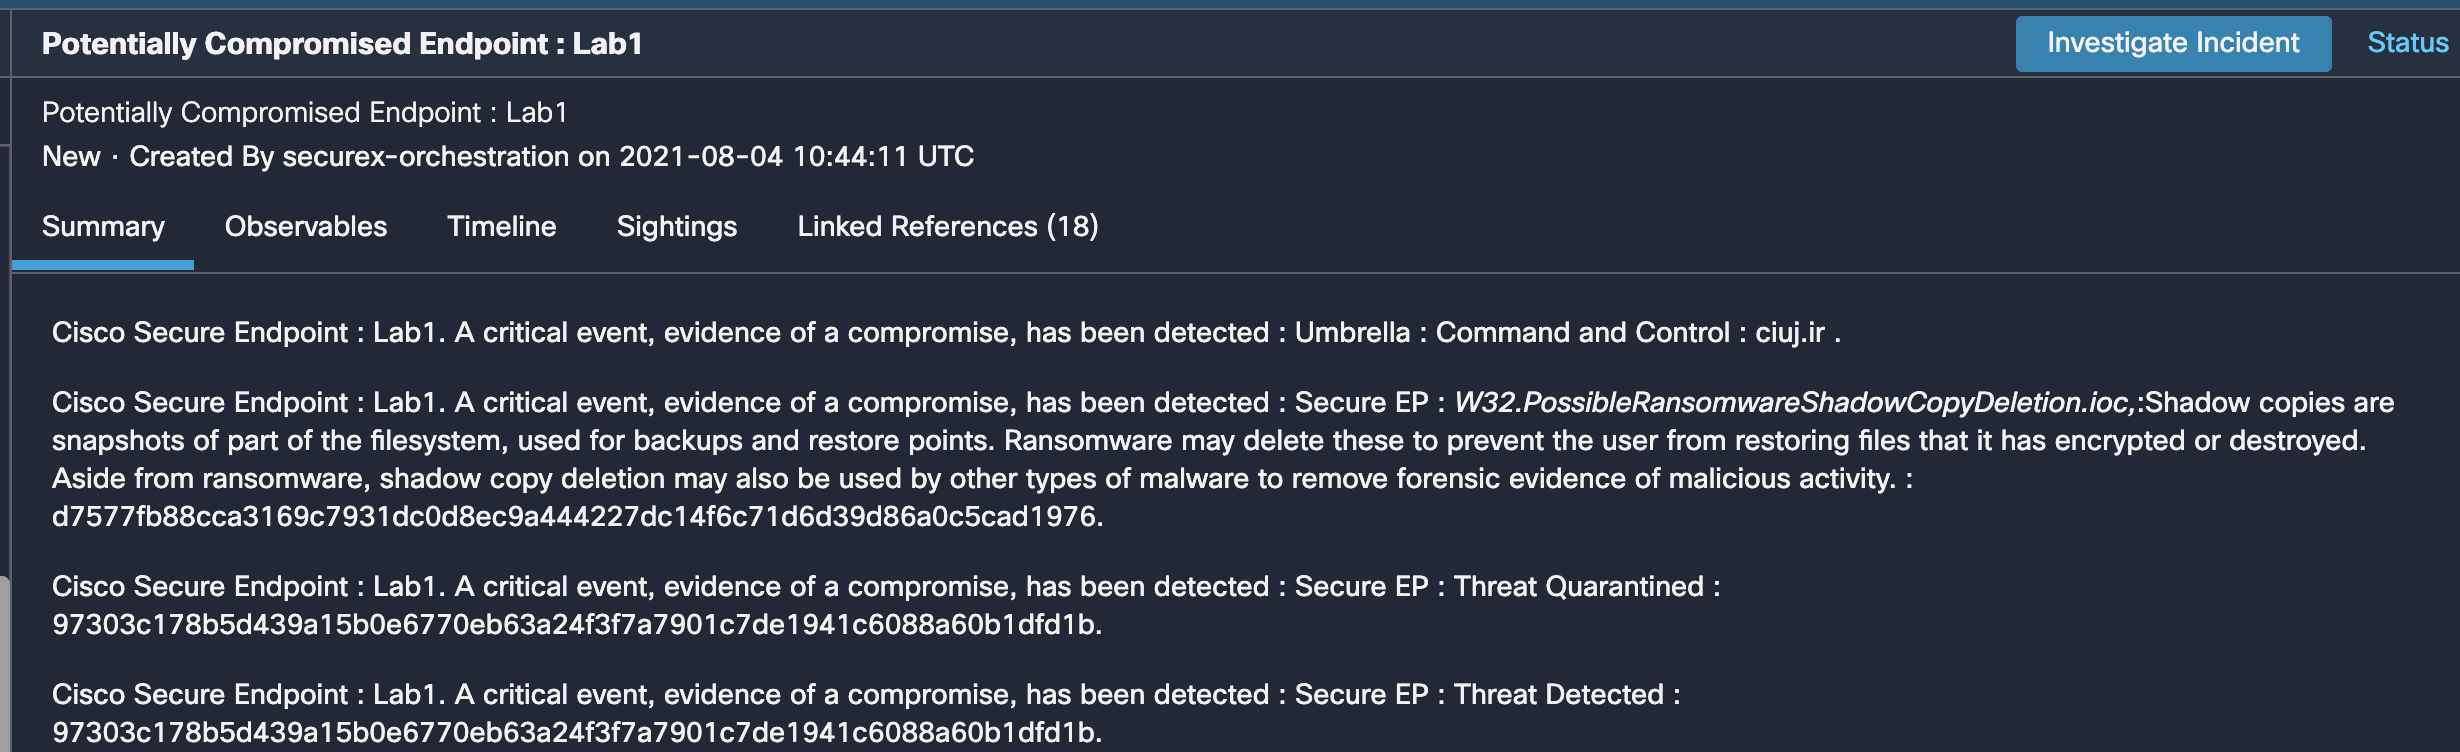 Potentially Compromised Endpoint : Lab1
Investigate Incident
Status
Potentially Compromised Endpoint : Lab1
New · Created By securex-orchestration on 2021-08-04 10:44:11 UTC
Summary
Observables
Timeline
Sightings
Linked References (18)
Cisco Secure Endpoint : Lab1. A critical event, evidence of a compromise, has been detected : Umbrella : Command and Control : ciuj.ir .
Cisco Secure Endpoint : Lab1. A critical event, evidence of a compromise, has been detected : Secure EP : W32.PossibleRansomwareShadowCopyDeletion.ioc,:Shadow copies are
snapshots of part of the filesystem, used for backups and restore points. Ransomware may delete these to prevent the user from restoring files that it has encrypted or destroyed.
Aside from ransomware, shadow copy deletion may also be used by other types of malware to remove forensic evidence of malicious activity. :
d7577fb88cca3169c7931dc0d8ec9a444227dc14f6c71d6d39d86a0c5cad1976.
Cisco Secure Endpoint : Lab1. A critical event, evidence of a compromise, has been detected : Secure EP : Threat Quarantined :
97303c178b5d439a15b0e6770eb63a24f3f7a7901c7de1941c6088a60b1dfd1b.
Cisco Secure Endpoint : Lab1. A critical event, evidence of a compromise, has been detected : Secure EP : Threat Detected :
97303c178b5d439a15b0e6770eb63a24f3f7a7901c7de1941c6088a60b1dfd1b.